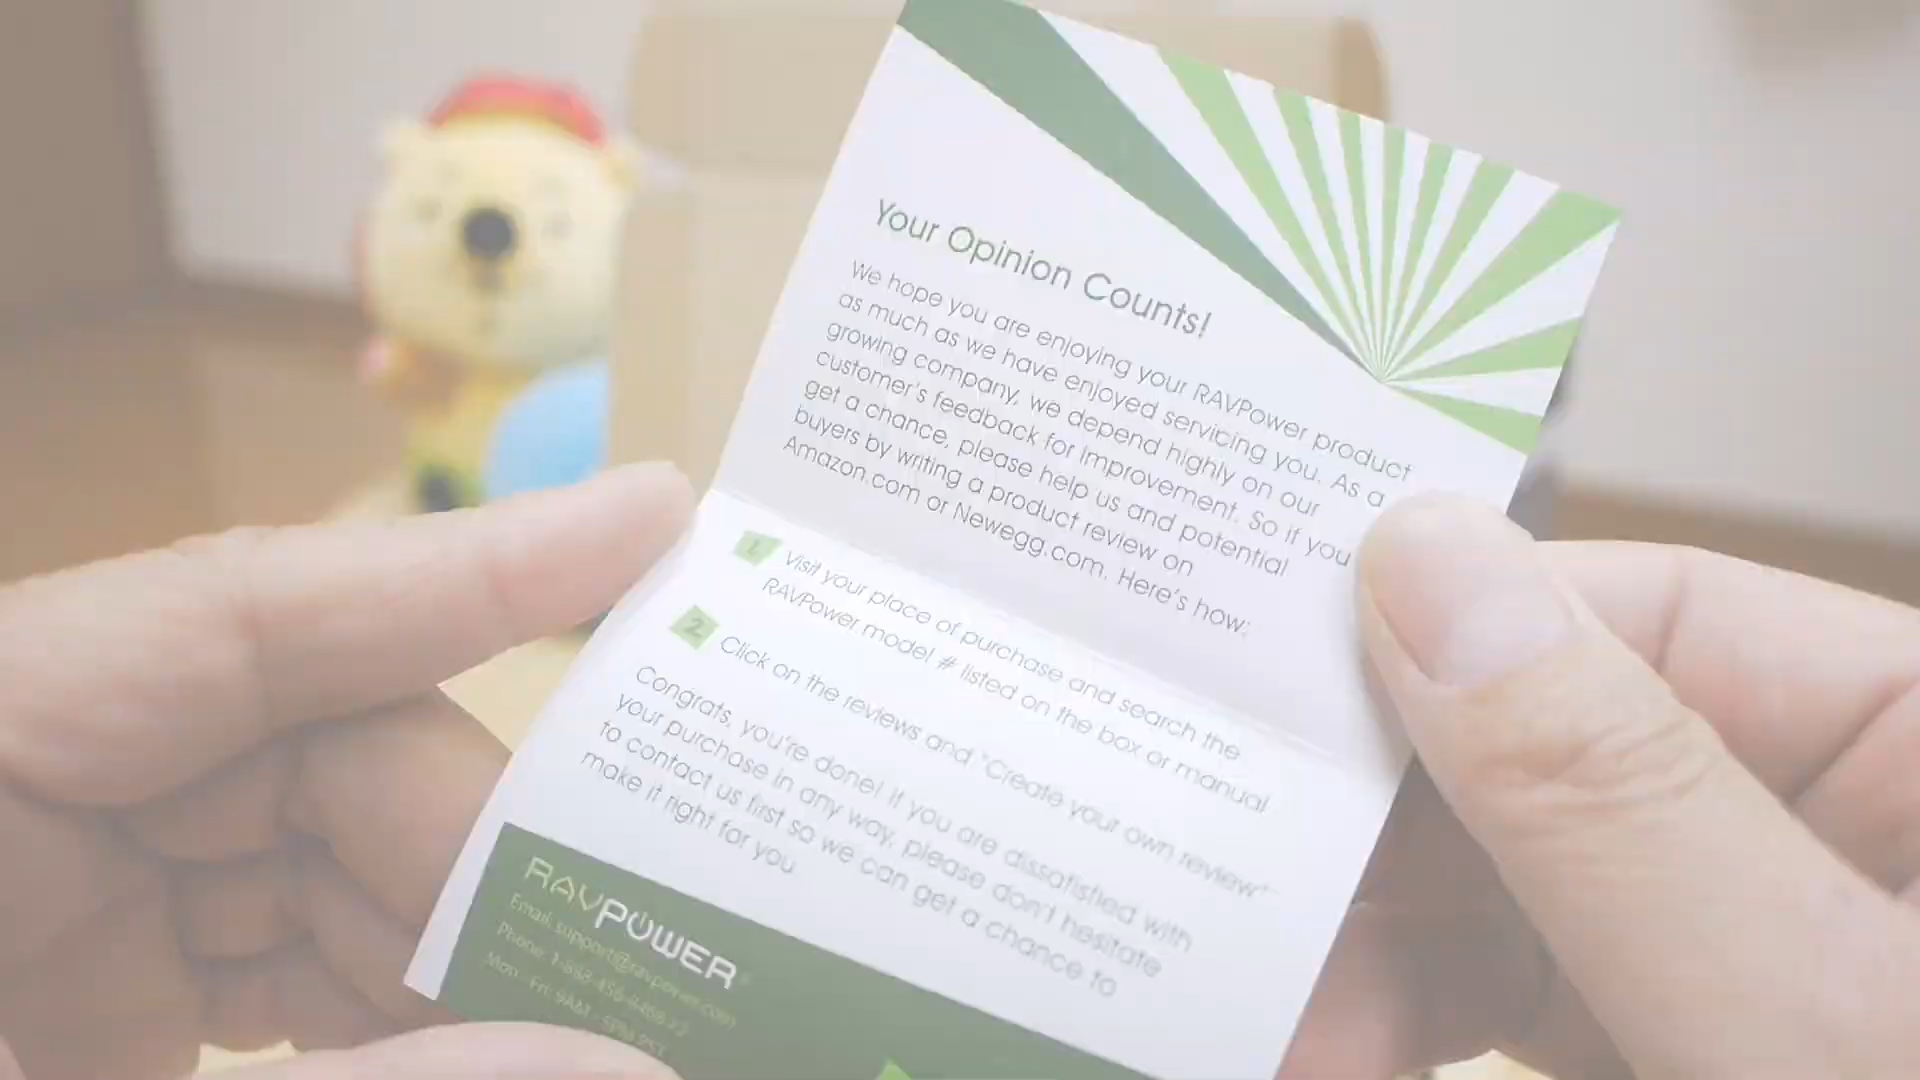 Your Opinion Counts!
We hope you are enjoying your RAVPower product
as much as we have enjoyed servicing you. As a
growing company, we depend highly on our
customer's feedback for improvement. So if you
get a chance, please help us and potential
buyers by writing a product review on
Amazon.com or Newegg.com. Here's how:
1. Visit your place of purchase and search the
RAVPower model # listed on the box or manual
2. Click on the reviews and "Create your own review"
Congrats, you're done! If you are dissatisfied with
your purchase in any way, please don't hesitate
to contact us first so we can get a chance to
make it right for you.
RAVPOWER
Email: support@ravpower.com
Phone: 1-888-456-8468
Mon - Fri: 9AM - 5PM PST